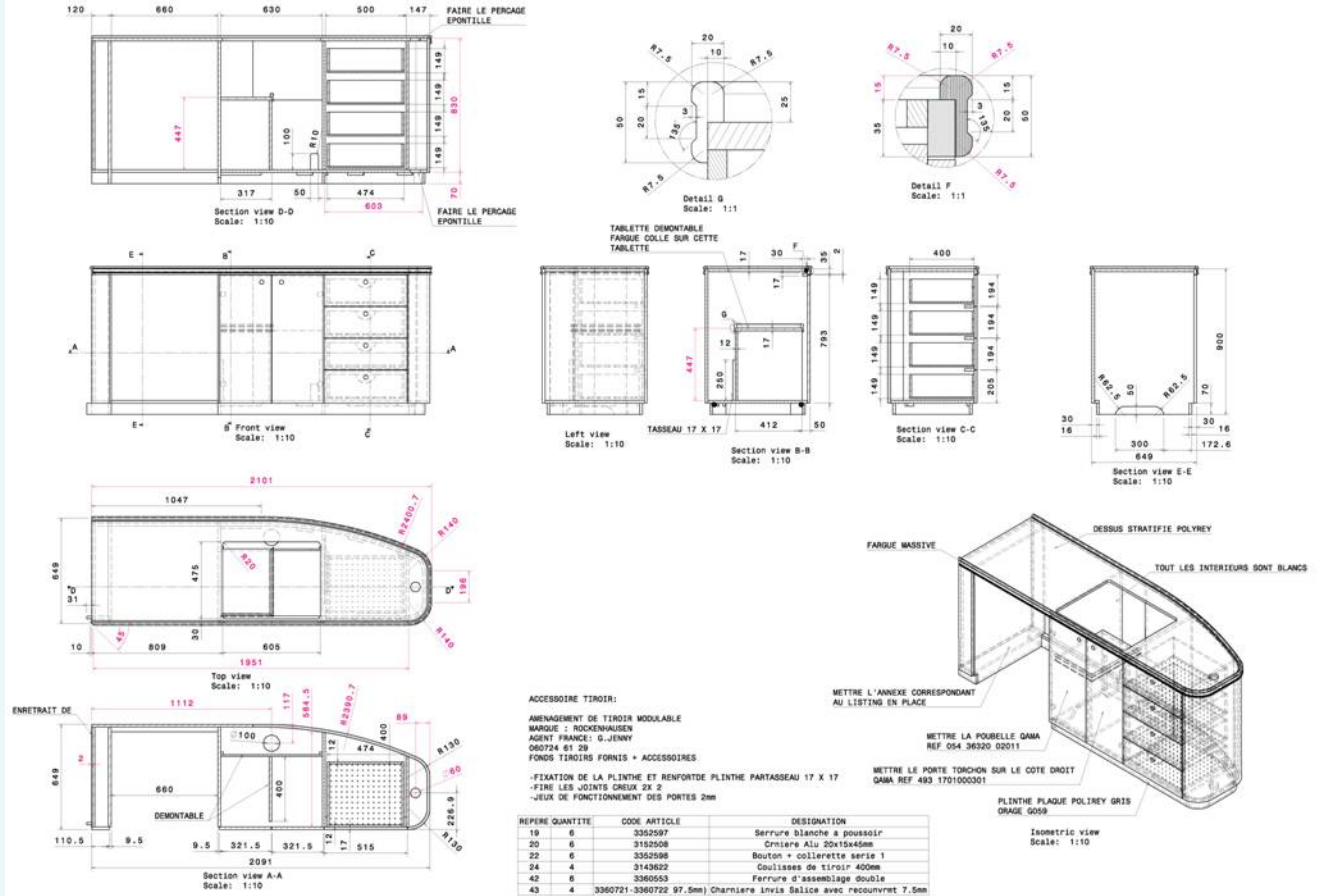 120
660
630
500
147
FAIRE LE PERCAGE
EPONTILLE
149
149
149
149
830
447
100
R10
317
50
474
603
70
Section view D-D
Scale: 1:10
FAIRE LE PERCAGE
EPONTILLE
20
10
R7.5
R7.5
50
15
20
3
135
25
R7.5
Detail G
Scale: 1:1
20
10
R7.5
R7.5
15
35
15
20
3
135
50
R7.5
Detail F
Scale: 1:1
E
B
C
A
A
E
B
C
Front view
Scale: 1:10
Left view
Scale: 1:10
TABLETTE DEMONTABLE
FARGUE COLLE SUR CETTE
TABLETTE
17
30
F
35
2
17
G
12
17
447
250
793
TASSEAU 17 X 17
412
50
Section view B-B
Scale: 1:10
400
149
149
149
149
194
194
194
205
Section view C-C
Scale: 1:10
900
R62.5
50
R62.5
70
30
16
30
16
300
172.6
649
Section view E-E
Scale: 1:10
2101
1047
R2400.7
R140
649
475
R20
D
D
196
31
30
45
R140
10
809
605
1951
Top view
Scale: 1:10
ENRETRAIT DE
1112
117
584.5
R2390.7
400
89
100
12
474
R130
649
2
660
400
60
DEMONTABLE
226.9
R130
110.5
9.5
9.5
321.5
321.5
12
17
515
2091
Section view A-A
Scale: 1:10
ACCESSOIRE TIROIR:
AMENAGEMENT DE TIROIR MODULABLE
MARQUE : ROCKENHAUSEN
AGENT FRANCE: G.JENNY
060724 61 29
FONDS TIROIRS FORNIS + ACCESSOIRES
-FIXATION DE LA PLINTHE ET RENFORTDE PLINTHE PARTASSEAU 17 X 17
-FIRE LES JOINTS CREUX 2X 2
-JEUX DE FONCTIONNEMENT DES PORTES 2mm
REPERE QUANTITE CODE ARTICLE DESIGNATION
19 6 3352597 Serrure blanche a poussoir
20 6 3152508 Crniere Alu 20x15x45mm
22 6 3352598 Bouton + collerette serie 1
24 4 3143622 Coulisses de tiroir 400mm
42 6 3360553 Ferrure d'assemblage double
43 4 3360721-3360722 97.5mm) Charniere invis Salice avec recounvrmt 7.5mm
DESSUS STRATIFIE POLYREY
FARGUE MASSIVE
TOUT LES INTERIEURS SONT BLANCS
METTRE L'ANNEXE CORRESPONDANT
AU LISTING EN PLACE
METTRE LA POUBELLE QAMA
REF 054 36320 02011
METTRE LE PORTE TORCHON SUR LE COTE DROIT
QAMA REF 493 1701000301
PLINTHE PLAQUE POLIREY GRIS
ORAGE G059
Isometric view
Scale: 1:10